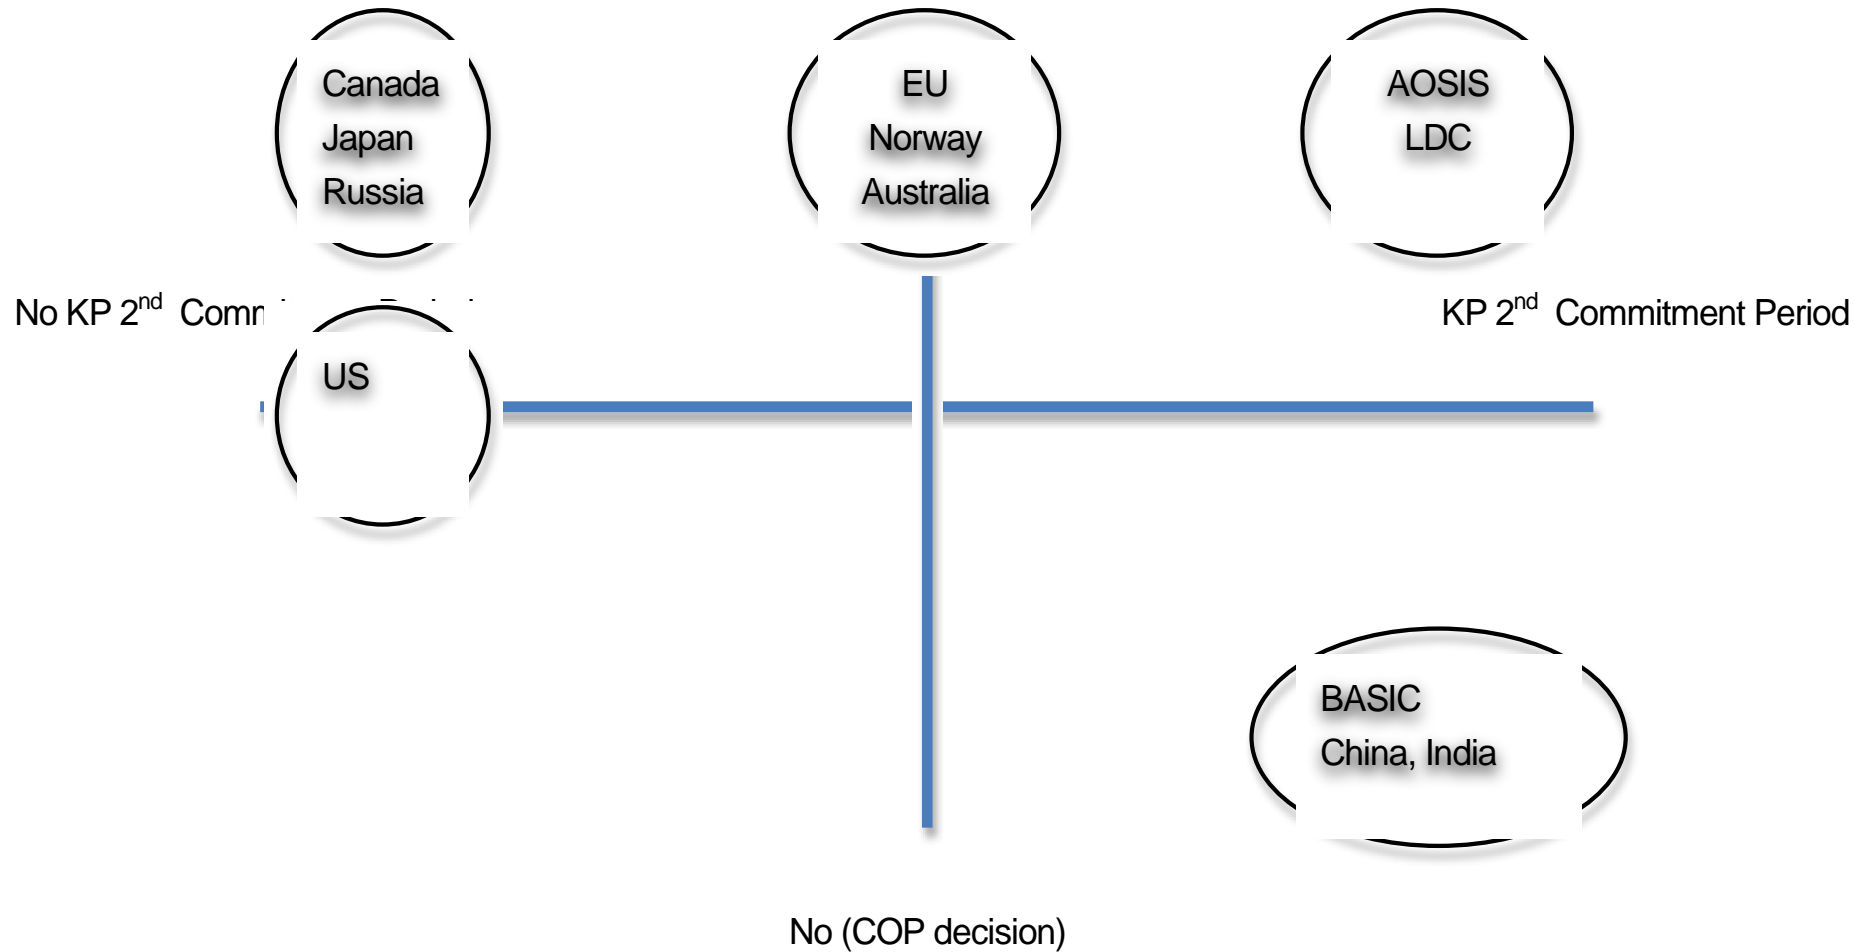 Canada
Japan
Russia
EU
Norway
Australia
AOSIS
LDC
No KP 2nd
KP 2nd Commitment Period
US
BASIC
China, India
No (COP decision)